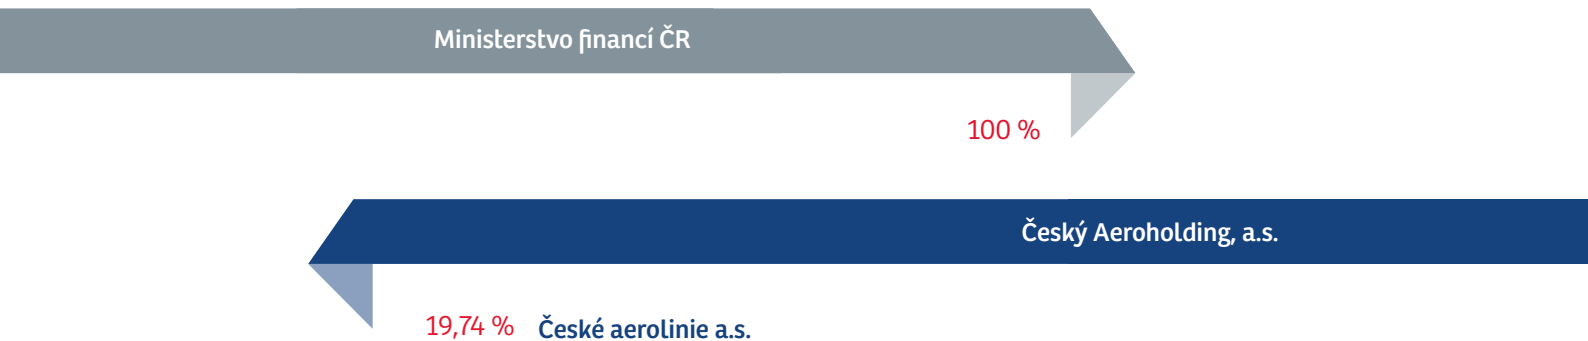 Ministerstvo financí ČR
100 %
Český Aeroholding, a.s.
19,74 % České aerolinie a.s.